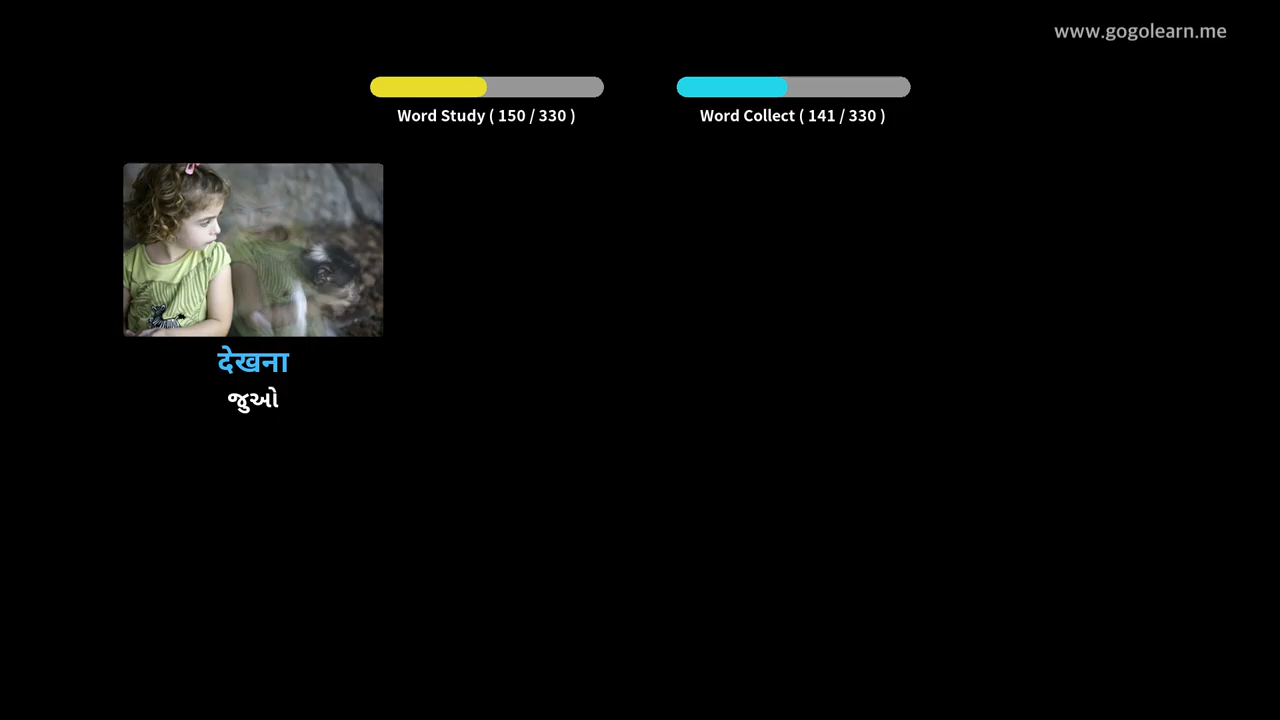 www.gogolearn.me
Word Study ( 150 / 330 )
Word Collect ( 141 / 330 )
देखना
જુઓ